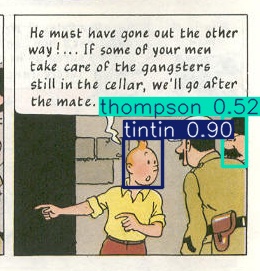 He must have gone out the other
way!... If some of your men
take care of the gangsters
still in the cellar, we'll go after
the mate.
thompson 0.52
tintin 0.90